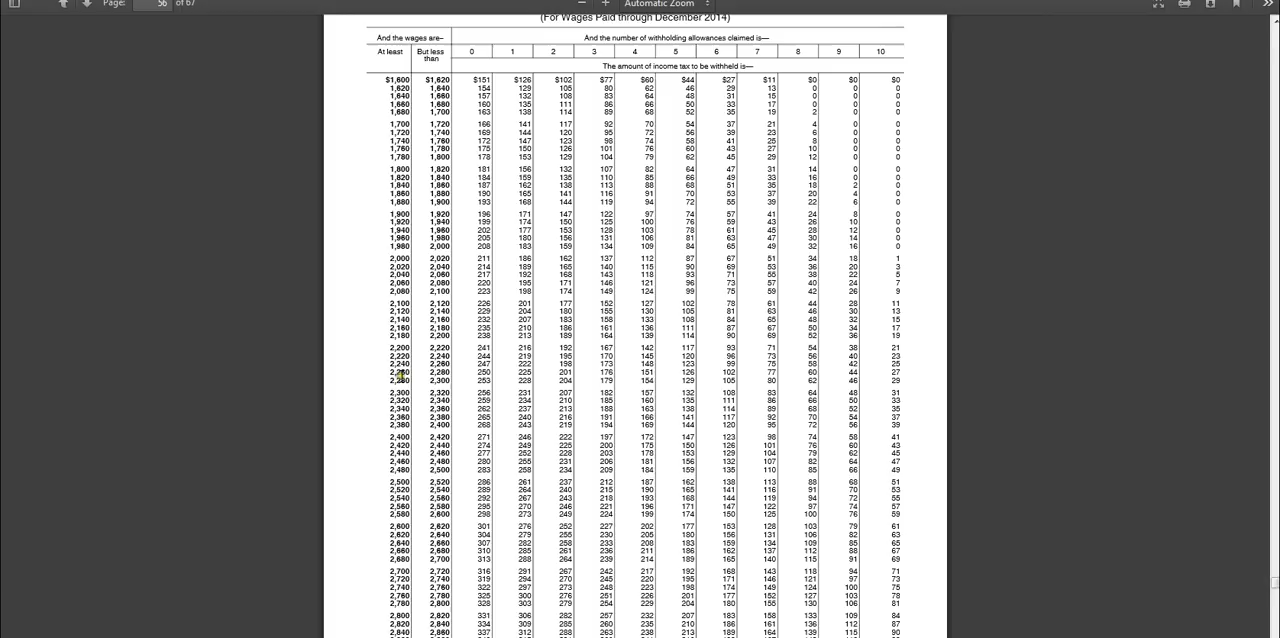 Page: 56 of 67 Automatic Zoom
(For Wages Paid through December 2014)
And the wages are– And the number of withholding allowances claimed is—
At least But less than 0 1 2 3 4 5 6 7 8 9 10
The amount of income tax to be withheld is—
$1,600 $1,620 $151 $126 $102 $77 $60 $44 $27 $11 $0 $0 $0
1,620 1,640 154 129 105 80 62 46 29 13 0 0 0
1,640 1,660 157 132 108 83 64 48 31 15 0 0 0
1,660 1,680 160 135 111 86 66 50 33 17 0 0 0
1,680 1,700 163 138 114 89 68 52 35 19 2 0 0
1,700 1,720 166 141 117 92 70 54 37 21 4 0 0
1,720 1,740 169 144 120 95 72 56 39 23 6 0 0
1,740 1,760 172 147 123 98 74 58 41 25 8 0 0
1,760 1,780 175 150 126 101 76 60 43 27 10 0 0
1,780 1,800 178 153 129 104 79 62 45 29 12 0 0
1,800 1,820 181 156 132 107 82 64 47 31 14 0 0
1,820 1,840 184 159 135 110 85 66 49 33 16 0 0
1,840 1,860 187 162 138 113 88 68 51 35 18 2 0
1,860 1,880 190 165 141 116 91 70 53 37 20 4 0
1,880 1,900 193 168 144 119 94 72 55 39 22 6 0
1,900 1,920 196 171 147 122 97 74 57 41 24 8 0
1,920 1,940 199 174 150 125 100 76 59 43 26 10 0
1,940 1,960 202 177 153 128 103 78 61 45 28 12 0
1,960 1,980 205 180 156 131 106 81 63 47 30 14 0
1,980 2,000 208 183 159 134 109 84 65 49 32 16 0
2,000 2,020 211 186 162 137 112 87 67 51 34 18 1
2,020 2,040 214 189 165 140 115 90 69 53 36 20 3
2,040 2,060 217 192 168 143 118 93 71 55 38 22 5
2,060 2,080 220 195 171 146 121 96 73 57 40 24 7
2,080 2,100 223 198 174 149 124 99 75 59 42 26 9
2,100 2,120 226 201 177 152 127 102 78 61 44 28 11
2,120 2,140 229 204 180 155 130 105 81 63 46 30 13
2,140 2,160 232 207 183 158 133 108 84 65 48 32 15
2,160 2,180 235 210 186 161 136 111 87 67 50 34 17
2,180 2,200 238 213 189 164 139 114 90 69 52 36 19
2,200 2,220 241 216 192 167 142 117 93 71 54 38 21
2,220 2,240 244 219 195 170 145 120 96 73 56 40 23
2,240 2,260 247 222 198 173 148 123 99 75 58 42 25
2,260 2,280 250 225 201 176 151 126 102 77 60 44 27
2,280 2,300 253 228 204 179 154 129 105 80 62 46 29
2,300 2,320 256 231 207 182 157 132 108 83 64 48 31
2,320 2,340 259 234 210 185 160 135 111 86 66 50 33
2,340 2,360 262 237 213 188 163 138 114 89 68 52 35
2,360 2,380 265 240 216 191 166 141 117 92 70 54 37
2,380 2,400 268 243 219 194 169 144 120 95 72 56 39
2,400 2,420 271 246 222 197 172 147 123 98 74 58 41
2,420 2,440 274 249 225 200 175 150 126 101 76 60 43
2,440 2,460 277 252 228 203 178 153 129 104 79 62 45
2,460 2,480 280 255 231 206 181 156 132 107 82 64 47
2,480 2,500 283 258 234 209 184 159 135 110 85 66 49
2,500 2,520 286 261 237 212 187 162 138 113 88 68 51
2,520 2,540 289 264 240 215 190 165 141 116 91 70 53
2,540 2,560 292 267 243 218 193 168 144 119 94 72 55
2,560 2,580 295 270 246 221 196 171 147 122 97 74 57
2,580 2,600 298 273 249 224 199 174 150 125 100 76 59
2,600 2,620 301 276 252 227 202 177 153 128 103 79 61
2,620 2,640 304 279 255 230 205 180 156 131 106 82 63
2,640 2,660 307 282 258 233 208 183 159 134 109 85 65
2,660 2,680 310 285 261 236 211 186 162 137 112 88 67
2,680 2,700 313 288 264 239 214 189 165 140 115 91 69
2,700 2,720 316 291 267 242 217 192 168 143 118 94 71
2,720 2,740 319 294 270 245 220 195 171 146 121 97 73
2,740 2,760 322 297 273 248 223 198 174 149 124 100 75
2,760 2,780 325 300 276 251 226 201 177 152 127 103 78
2,780 2,800 328 303 279 254 229 204 180 155 130 106 81
2,800 2,820 331 306 282 257 232 207 183 158 133 109 84
2,820 2,840 334 309 285 260 235 210 186 161 136 112 87
2,840 2,860 337 312 288 263 238 213 189 164 139 115 90